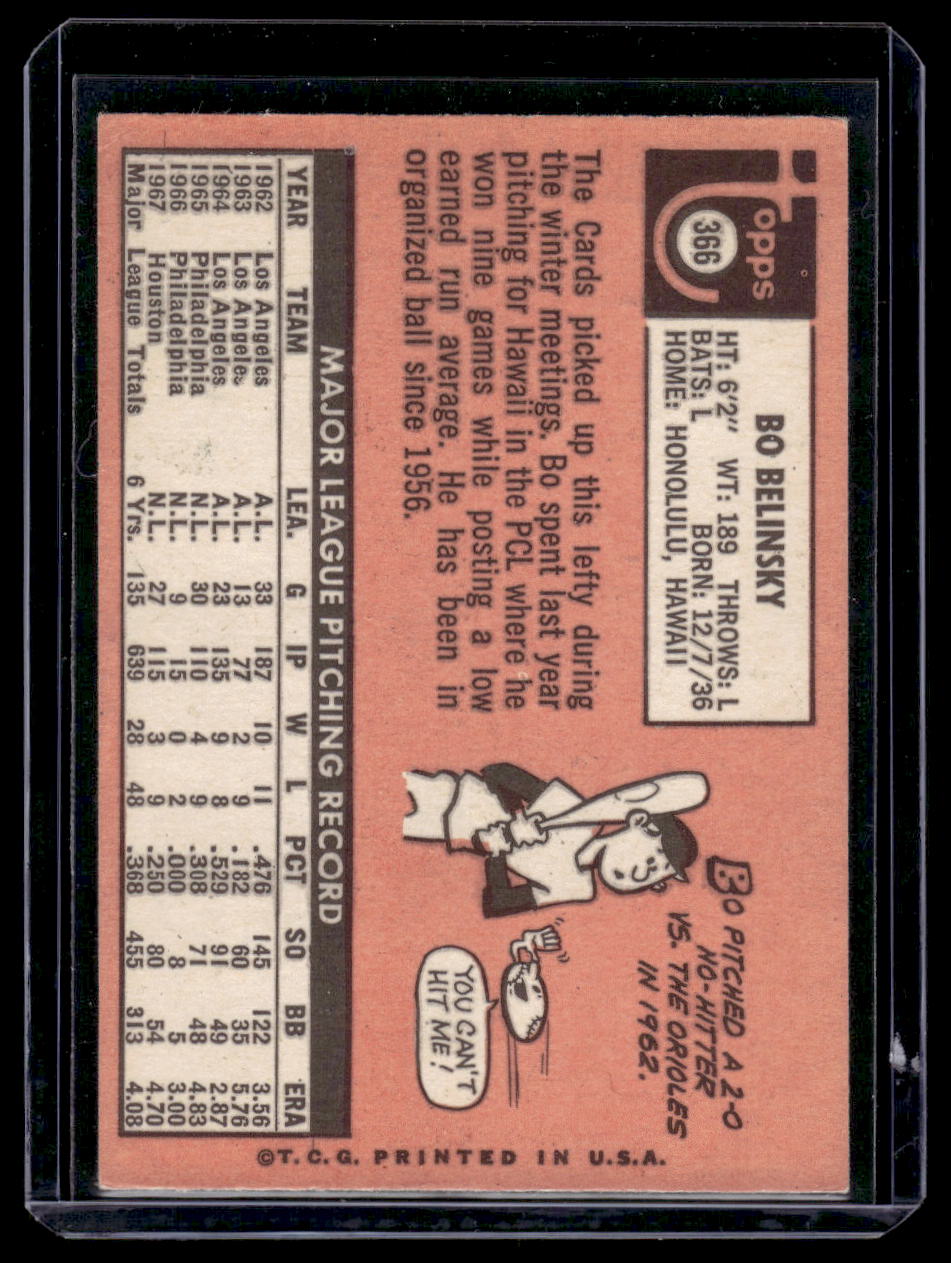 Topps
366
BO BELINSKY
HT: 6'2" WT: 189 THROWS: L
BATS: L BORN: 12/7/36
HOME: HONOLULU, HAWAII
The Cards picked up this lefty during
the winter meetings. Bo spent last year
pitching for Hawaii in the PCL where he
won nine games while posting a low
earned run average. He has been in
organized ball since 1956.
BO PITCHED A 2-0
NO-HITTER
VS. THE ORIOLES
IN 1962.
YOU CAN'T
HIT ME!
MAJOR LEAGUE PITCHING RECORD
YEAR TEAM LEA. G IP W L PCT SO BB ERA
1962 Los Angeles A.L. 33 187 10 11 .476 145 122 3.56
1963 Los Angeles A.L. 13 77 2 9 .182 60 35 5.76
1964 Los Angeles A.L. 23 135 9 8 .529 91 49 2.87
1965 Philadelphia N.L. 30 110 4 9 .308 71 48 4.83
1966 Philadelphia N.L. 9 15 0 2 .000 8 5 3.00
1967 Houston N.L. 27 115 3 9 .250 80 54 4.70
Major League Totals 6 Yrs. 135 639 28 48 .368 455 313 4.08
©T.C.G. PRINTED IN U.S.A.